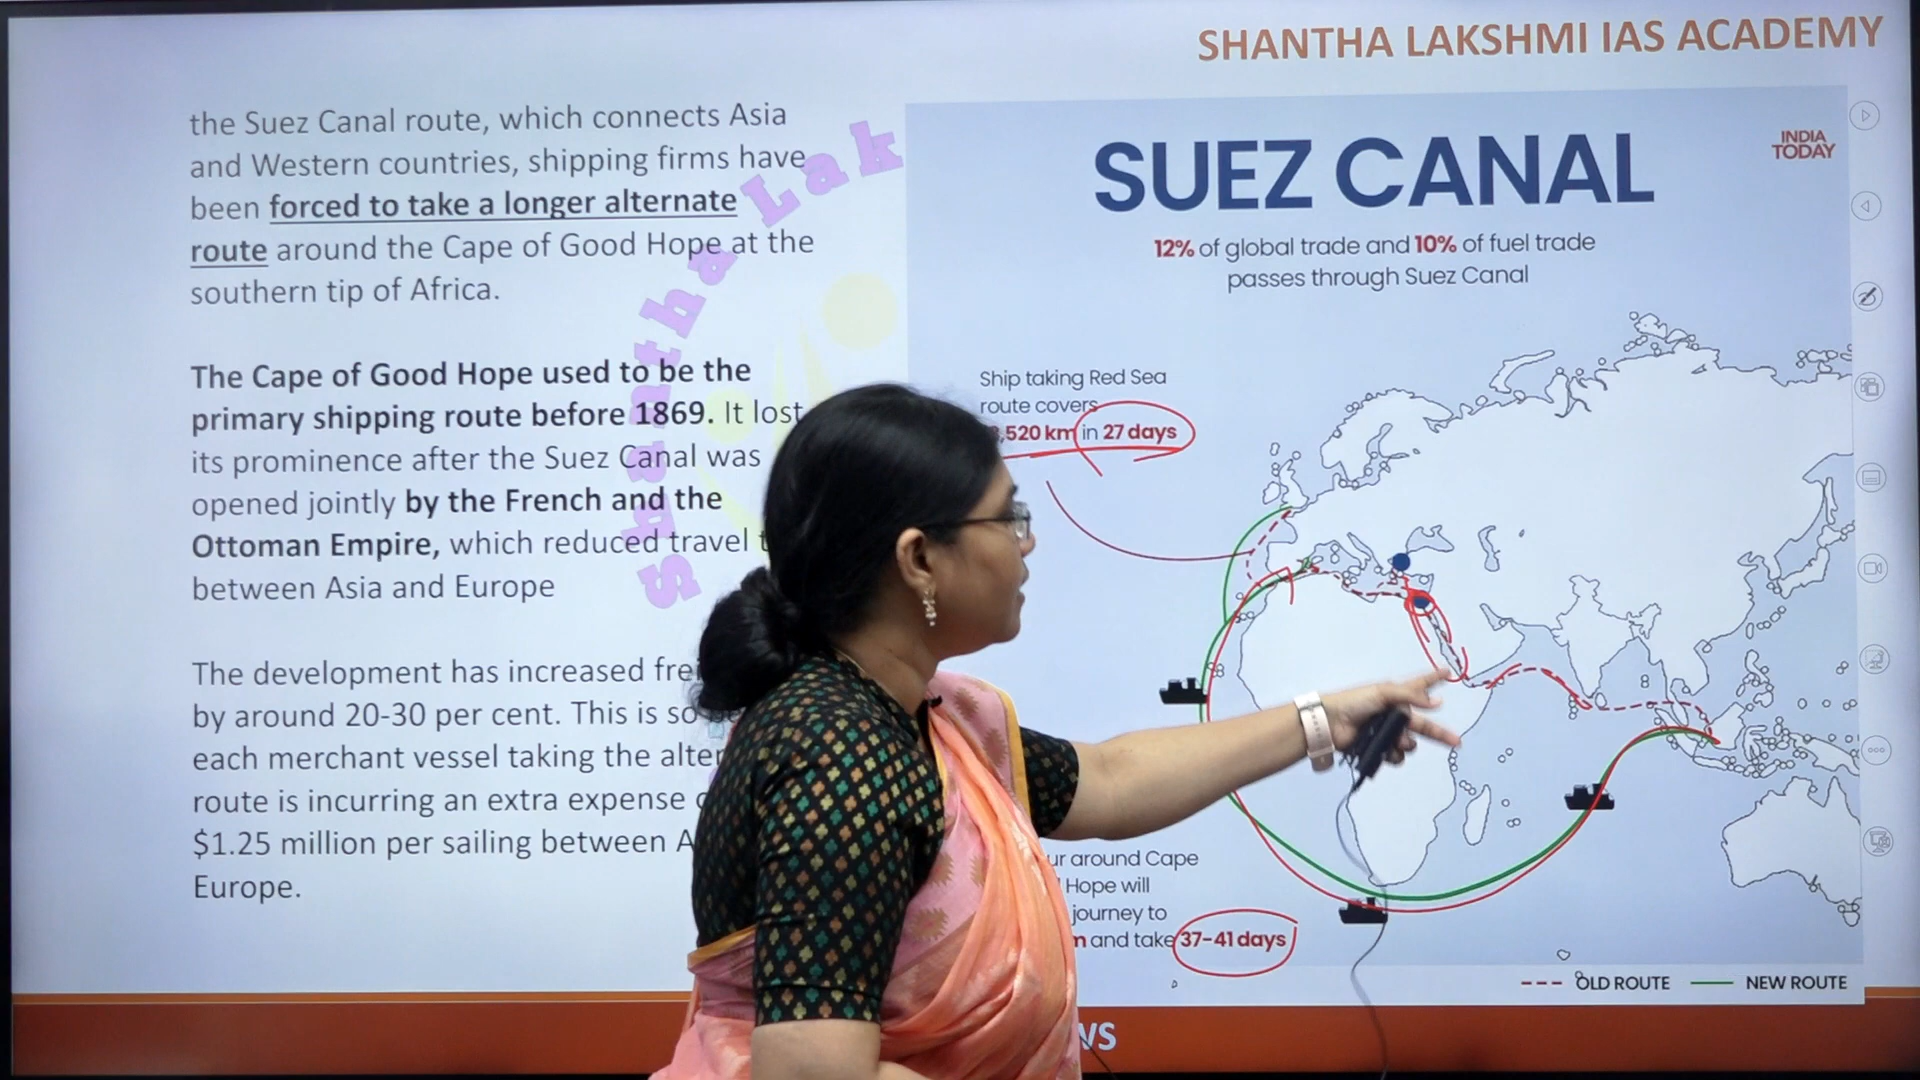 SHANTHA LAKSHMI IAS ACADEMY
the Suez Canal route, which connects Asia
and Western countries, shipping firms have
been forced to take a longer alternate
route around the Cape of Good Hope at the
southern tip of Africa.
The Cape of Good Hope used to be the
primary shipping route before 1869. It lost
its prominence after the Suez Canal was
opened jointly by the French and the
Ottoman Empire, which reduced travel
between Asia and Europe
The development has increased
by around 20-30 per cent. This is
each merchant vessel taking the
route is incurring an extra expense
$1.25 million per sailing between
Europe.
Shantha Lak
INDIA
TODAY
SUEZ CANAL
12% of global trade and 10% of fuel trade
passes through Suez Canal
Ship taking Red Sea
route covers
,520 km in 27 days
around Cape
Hope will
journey to
and take 37-41 days
OLD ROUTE
NEW ROUTE